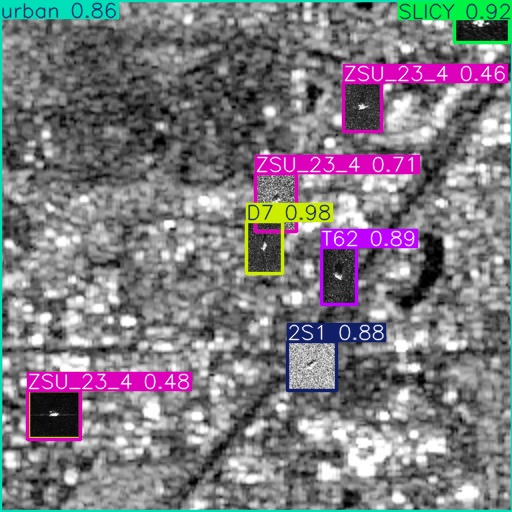 urban 0.86
SLICY 0.92
ZSU_23_4 0.46
ZSU_23_4 0.71
D7 0.98
T62 0.89
2S1 0.88
ZSU_23_4 0.48